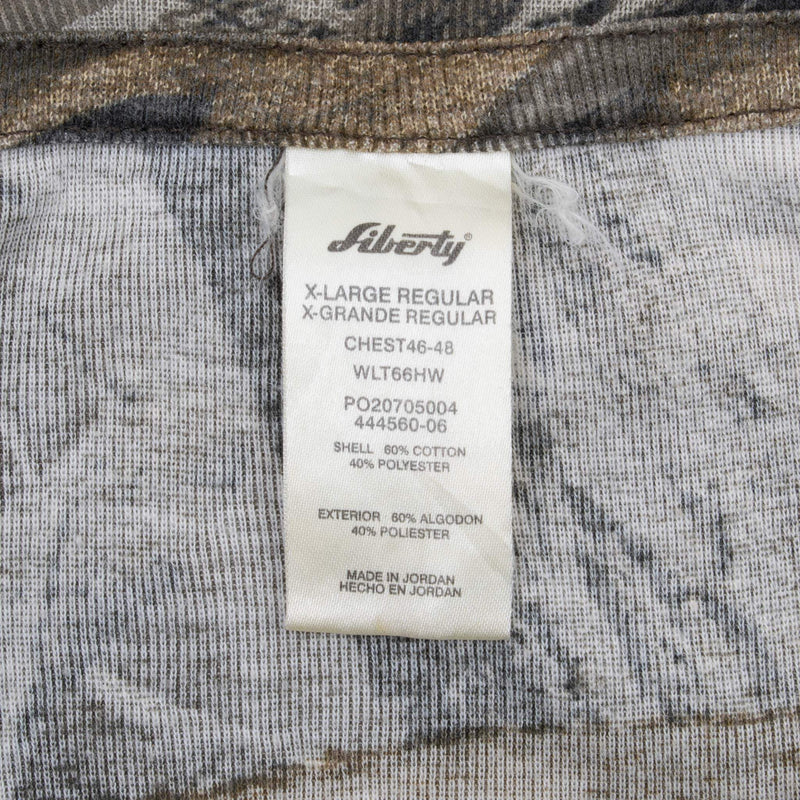 Liberty®
X-LARGE REGULAR
X-GRANDE REGULAR
CHEST46-48
WLT66HW
PO20705004
444560-06
SHELL 60% COTTON
40% POLYESTER
EXTERIOR 60% ALGODON
40% POLIESTER
MADE IN JORDAN
HECHO EN JORDAN